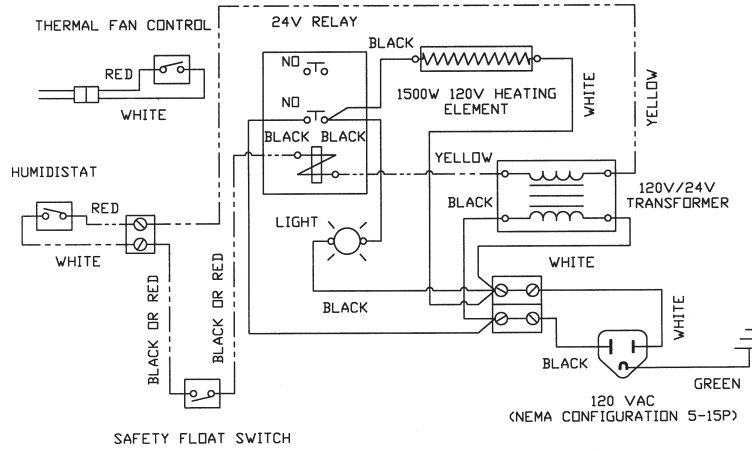 THERMAL FAN CONTROL
24V RELAY
BLACK
NO
RED
WHITE
1500W 120V HEATING
ELEMENT
WHITE
YELLOW
NO
BLACK BLACK
YELLOW
HUMIDISTAT
RED
WHITE
LIGHT
BLACK
120V/24V
TRANSFORMER
WHITE
BLACK
BLACK OR RED
BLACK OR RED
WHITE
BLACK
GREEN
120 VAC
(NEMA CONFIGURATION 5-15P)
SAFETY FLOAT SWITCH